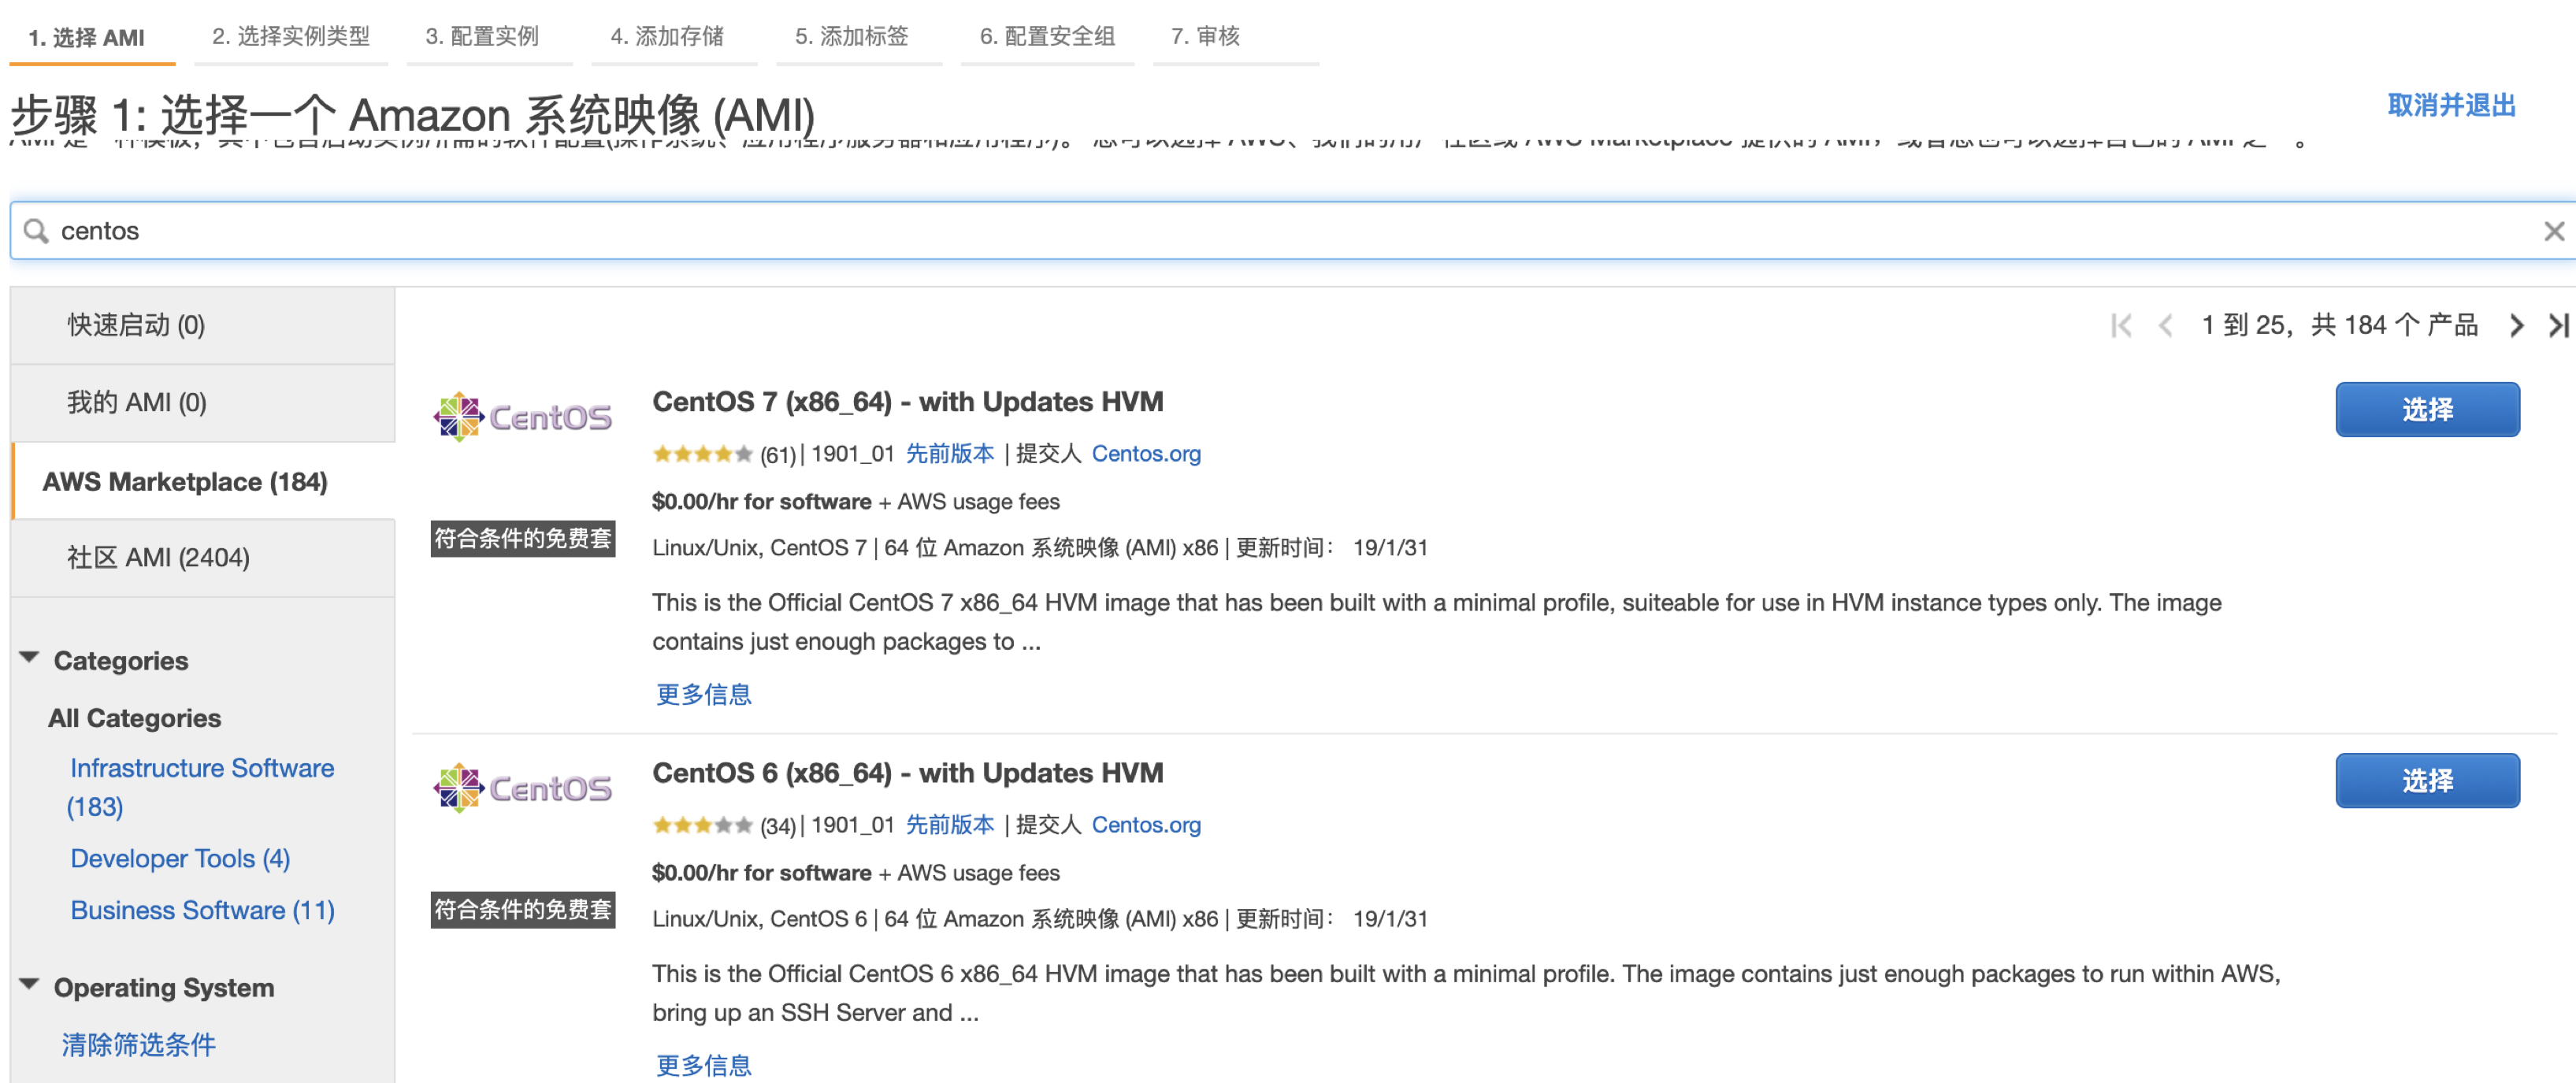 1. 选择 AMI 2. 选择实例类型 3. 配置实例 4. 添加存储 5. 添加标签 6. 配置安全组 7. 审核
步骤 1: 选择一个 Amazon 系统映像 (AMI)
取消并退出
centos
快速启动 (0)
我的 AMI (0)
AWS Marketplace (184)
社区 AMI (2404)
Categories
All Categories
Infrastructure Software
(183)
Developer Tools (4)
Business Software (11)
Operating System
清除筛选条件
1 到 25，共 184 个 产品
CentOS
CentOS 7 (x86_64) - with Updates HVM
选择
(61) | 1901_01 先前版本 | 提交人 Centos.org
$0.00/hr for software + AWS usage fees
符合条件的免费套
Linux/Unix, CentOS 7 | 64 位 Amazon 系统映像 (AMI) x86 | 更新时间： 19/1/31
This is the Official CentOS 7 x86_64 HVM image that has been built with a minimal profile, suiteable for use in HVM instance types only. The image
contains just enough packages to ...
更多信息
CentOS
CentOS 6 (x86_64) - with Updates HVM
选择
(34) | 1901_01 先前版本 | 提交人 Centos.org
$0.00/hr for software + AWS usage fees
符合条件的免费套
Linux/Unix, CentOS 6 | 64 位 Amazon 系统映像 (AMI) x86 | 更新时间： 19/1/31
This is the Official CentOS 6 x86_64 HVM image that has been built with a minimal profile. The image contains just enough packages to run within AWS,
bring up an SSH Server and ...
更多信息